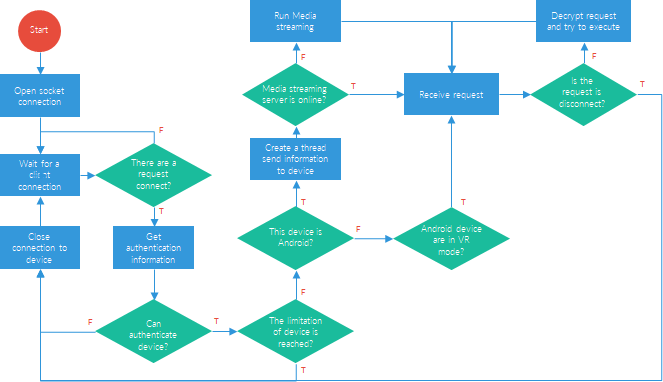 Start
Open socket
connection
F
Wait for a
client
connection
There are a
request
connect?
T
Close
connection to
device
Get
authentication
information
F
Can
authenticate
device?
T
The limitation
of device is
reached?
T
F
This device is
Android?
F
T
Android device
are in VR
mode?
T
Create a thread
send information
to device
Media streaming
server is online?
T
F
Run Media
streaming
Receive request
Is the
request is
disconnect?
T
F
Decrypt request
and try to execute